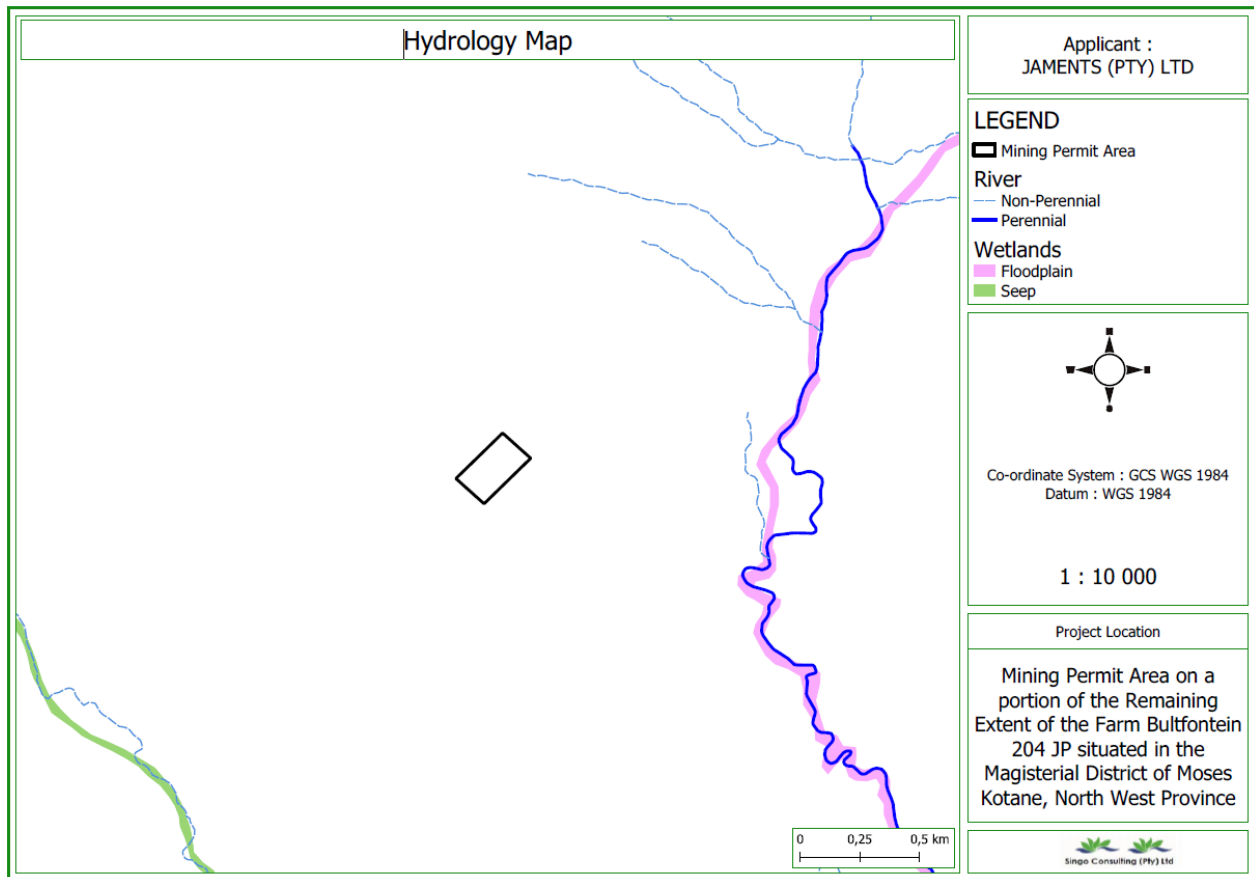 Hydrology Map
Applicant :
JAMENTS (PTY) LTD
LEGEND
Mining Permit Area
River
Non-Perennial
Perennial
Wetlands
Floodplain
Seep
Co-ordinate System : GCS WGS 1984
Datum : WGS 1984
1 : 10 000
Project Location
Mining Permit Area on a
portion of the Remaining
Extent of the Farm Bultfontein
204 JP situated in the
Magisterial District of Moses
Kotane, North West Province
0 0,25 0,5 km
Singo Consulting (Pty) Ltd